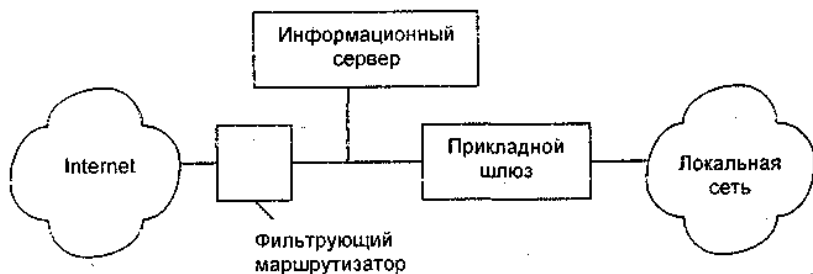 Информационный
сервер
Internet
Прикладной
шлюз
Локальная
сеть
Фильтрующий
маршрутизатор